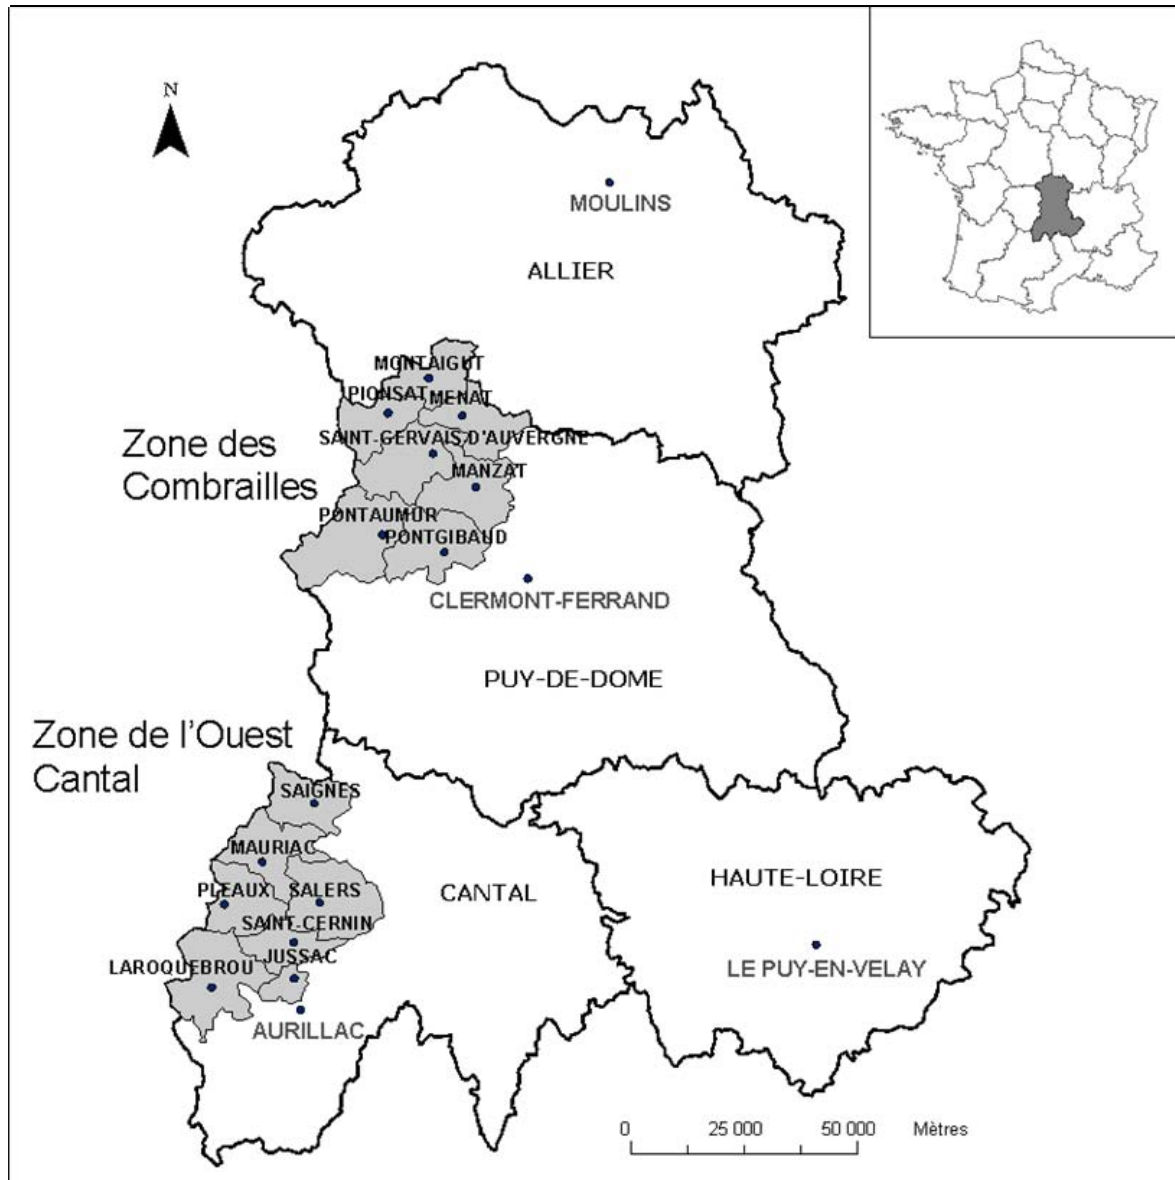 N
MOULINS
ALLIER
MONTAIGUT
PIONSAT
MENAT
SAINT-GERVAIS D'AUVERGNE
Zone des
Combrailles
MANZAT
PONTAUMUR
PONTGIBAUD
CLERMONT-FERRAND
PUY-DE-DOME
Zone de l'Ouest
Cantal
SAIGNES
MAURIAC
PLEAUX
SALERS
CANTAL
HAUTE-LOIRE
SAINT-CERNIN
JUSSAC
LAROQUEBROU
LE PUY-EN-VELAY
AURILLAC
0 25 000 50 000 Mètres